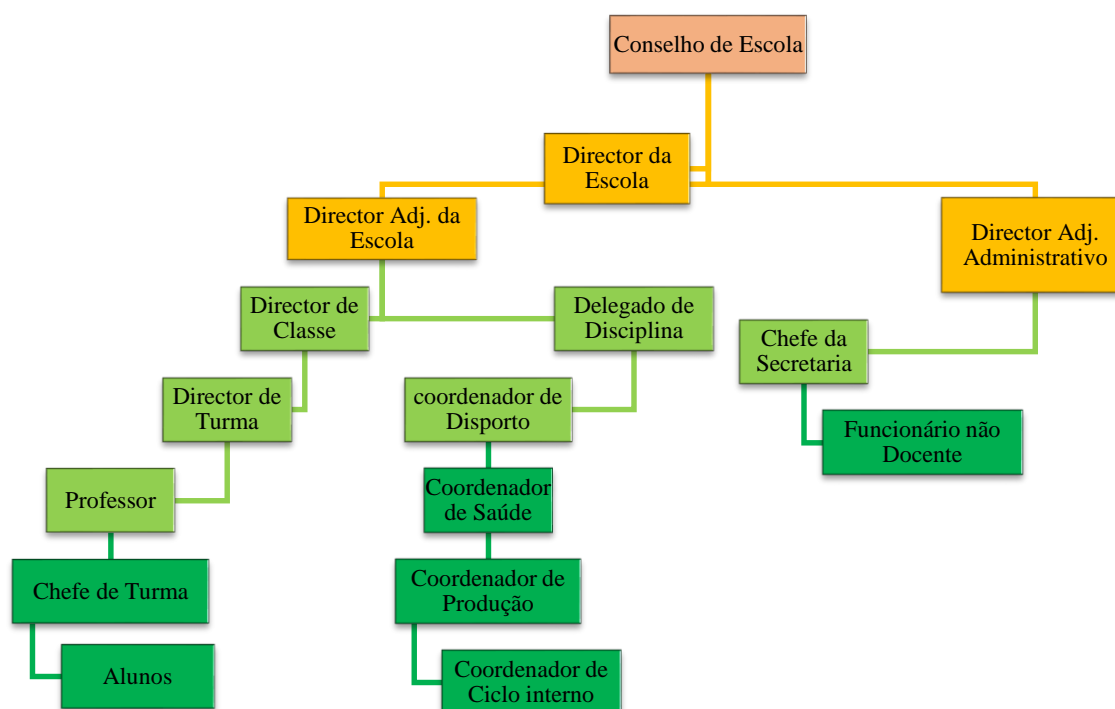 Conselho de Escola
Director da
Escola
Director Adj. da
Escola
Director Adj.
Administrativo
Director de
Classe
Delegado de
Disciplina
Chefe da
Secretaria
Director de
Turma
coordenador de
Disporto
Funcionário não
Docente
Professor
Coordenador
de Saúde
Chefe de Turma
Coordenador de
Produção
Alunos
Coordenador de
Ciclo interno